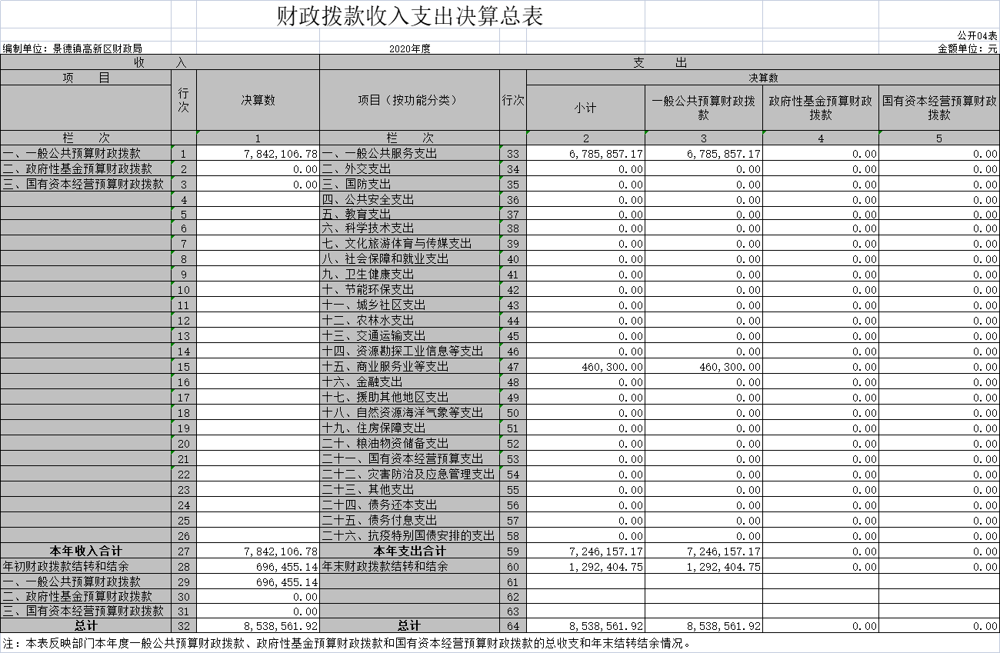 财政拨款收入支出决算总表
公开04表
编制单位：景德镇高新区财政局 2020年度 金额单位：元
收 入 支 出
项 目 行次 决算数 项目（按功能分类） 行次 决算数
小计 一般公共预算财政拨款 政府性基金预算财政拨款 国有资本经营预算财政拨款
栏 次 1 栏 次 2 3 4 5
一、一般公共预算财政拨款 1 7,842,106.78 一、一般公共服务支出 33 6,785,857.17 6,785,857.17 0.00 0.00
二、政府性基金预算财政拨款 2 0.00 二、外交支出 34 0.00 0.00 0.00 0.00
三、国有资本经营预算财政拨款 3 0.00 三、国防支出 35 0.00 0.00 0.00 0.00
4 四、公共安全支出 36 0.00 0.00 0.00 0.00
5 五、教育支出 37 0.00 0.00 0.00 0.00
6 六、科学技术支出 38 0.00 0.00 0.00 0.00
7 七、文化旅游体育与传媒支出 39 0.00 0.00 0.00 0.00
8 八、社会保障和就业支出 40 0.00 0.00 0.00 0.00
9 九、卫生健康支出 41 0.00 0.00 0.00 0.00
10 十、节能环保支出 42 0.00 0.00 0.00 0.00
11 十一、城乡社区支出 43 0.00 0.00 0.00 0.00
12 十二、农林水支出 44 0.00 0.00 0.00 0.00
13 十三、交通运输支出 45 0.00 0.00 0.00 0.00
14 十四、资源勘探工业信息等支出 46 0.00 0.00 0.00 0.00
15 十五、商业服务业等支出 47 460,300.00 460,300.00 0.00 0.00
16 十六、金融支出 48 0.00 0.00 0.00 0.00
17 十七、援助其他地区支出 49 0.00 0.00 0.00 0.00
18 十八、自然资源海洋气象等支出 50 0.00 0.00 0.00 0.00
19 十九、住房保障支出 51 0.00 0.00 0.00 0.00
20 二十、粮油物资储备支出 52 0.00 0.00 0.00 0.00
21 二十一、国有资本经营预算支出 53 0.00 0.00 0.00 0.00
22 二十二、灾害防治及应急管理支出 54 0.00 0.00 0.00 0.00
23 二十三、其他支出 55 0.00 0.00 0.00 0.00
24 二十四、债务还本支出 56 0.00 0.00 0.00 0.00
25 二十五、债务付息支出 57 0.00 0.00 0.00 0.00
26 二十六、抗疫特别国债安排的支出 58 0.00 0.00 0.00 0.00
本年收入合计 27 7,842,106.78 本年支出合计 59 7,246,157.17 7,246,157.17 0.00 0.00
年初财政拨款结转和结余 28 696,455.14 年末财政拨款结转和结余 60 1,292,404.75 1,292,404.75 0.00 0.00
一、一般公共预算财政拨款 29 696,455.14 61
二、政府性基金预算财政拨款 30 0.00 62
三、国有资本经营预算财政拨款 31 0.00 63
总计 32 8,538,561.92 总计 64 8,538,561.92 8,538,561.92 0.00 0.00
注：本表反映部门本年度一般公共预算财政拨款、政府性基金预算财政拨款和国有资本经营预算财政拨款的总收支和年末结转结余情况。